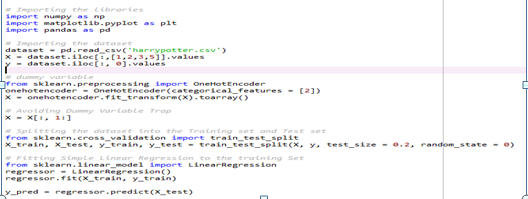 # Importing the libraries
import numpy as np
import matplotlib.pyplot as plt
import pandas as pd
# Importing the dataset
dataset = pd.read_csv('harrypotter.csv')
X = dataset.iloc[:,[1,2,3,5]].values
y = dataset.iloc[:, 0].values
# dummy variable
from sklearn.preprocessing import OneHotEncoder
onehotencoder = OneHotEncoder(categorical_features = [2])
X = onehotencoder.fit_transform(X).toarray()
# Avoiding Dummy Variable Trap
X = X[:, 1:]
# Splitting the dataset into the Training set and Test set
from sklearn.cross_validation import train_test_split
X_train, X_test, y_train, y_test = train_test_split(X, y, test_size = 0.2, random_state = 0)
# Fitting Simple Linear Regression to the training Set
from sklearn.linear_model import LinearRegression
regressor = LinearRegression()
regressor.fit(X_train, y_train)
y_pred = regressor.predict(X_test)